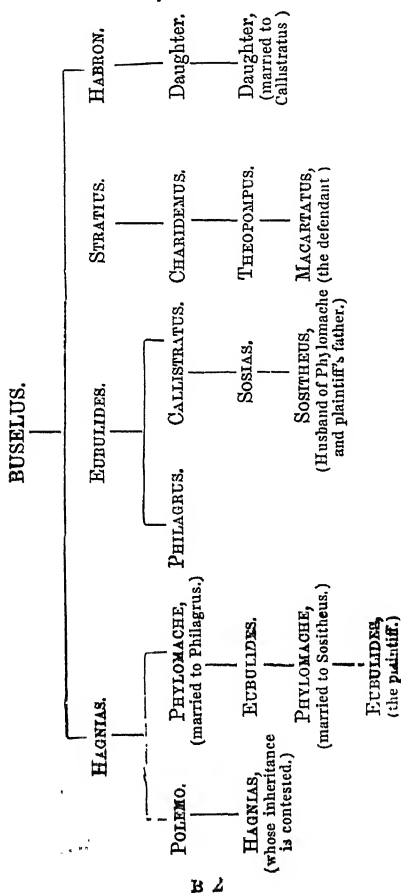 BUSELUS.
HAGNIAS.
EUBULIDES.
STRATIUS.
HABRON.
POLEMO.
PHYLOMACHE,
(married to Philagrus.)
PHILAGRUS.
CALLISTRATUS.
CHARIDEMUS.
Daughter.
HAGNIAS,
(whose inheritance
is contested.)
EUBULIDES.
SOSIAS.
THEOPOMPUS.
Daughter,
(married to
Callistratus)
PHYLOMACHE,
(married to Sositheus.)
SOSITHEUS,
(Husband of Phylomache
and plaintiff's father.)
MACARTATUS,
(the defendant)
EUBULIDES,
(the plaintiff.)
B 2